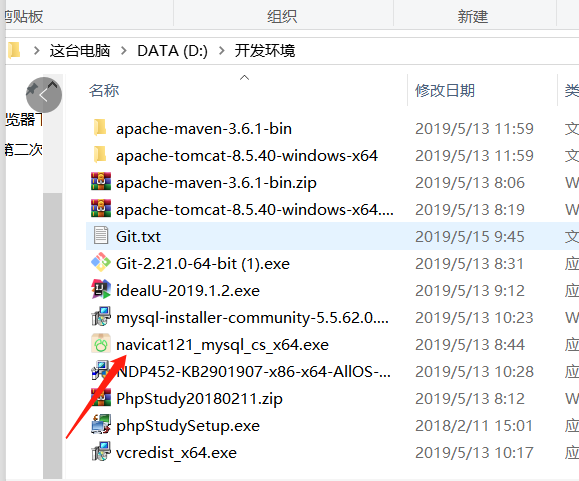 剪贴板 组织 新建
这台电脑 > DATA (D:) > 开发环境
名称 修改日期 类
览器下
第二次
apache-maven-3.6.1-bin 2019/5/13 11:59 文
apache-tomcat-8.5.40-windows-x64 2019/5/13 11:59 文
apache-maven-3.6.1-bin.zip 2019/5/13 8:06 W
apache-tomcat-8.5.40-windows-x64.... 2019/5/13 8:19 W
Git.txt 2019/5/15 9:45 文
Git-2.21.0-64-bit (1).exe 2019/5/13 8:31 应
ideaIU-2019.1.2.exe 2019/5/13 9:12 应
mysql-installer-community-5.5.62.0.... 2019/5/13 10:23 W
navicat121_mysql_cs_x64.exe 2019/5/13 8:44 应
NDP452-KB2901907-x86-x64-AllOS-... 2019/5/13 10:28 应
PhpStudy20180211.zip 2019/5/13 8:12 W
phpStudySetup.exe 2018/2/11 15:01 应
vcredist_x64.exe 2019/5/13 10:17 应